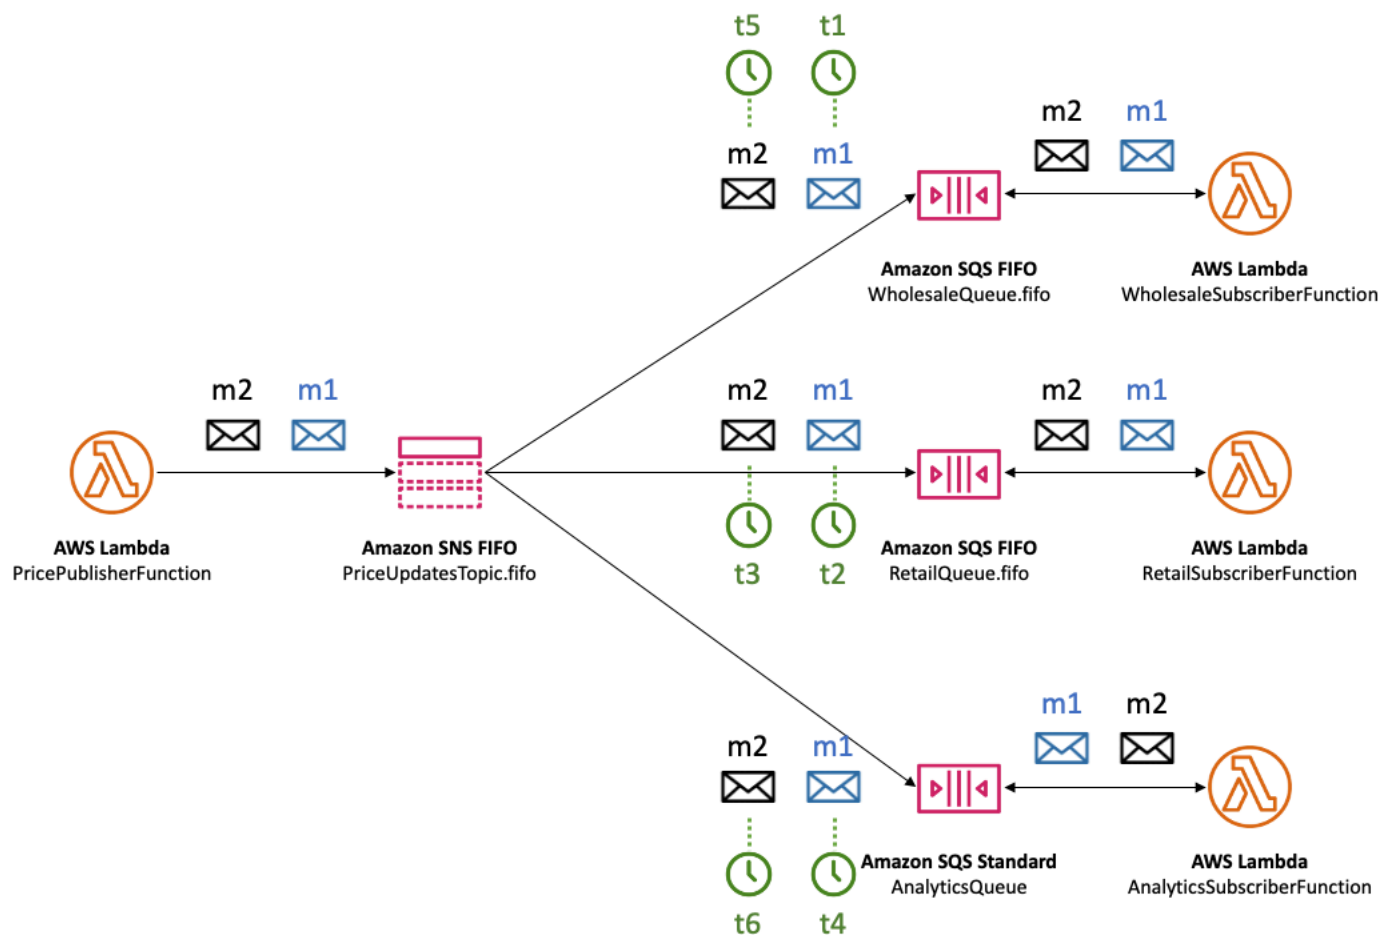 t5 t1
m2 m1
m2 m1
Amazon SQS FIFO
WholesaleQueue.fifo
AWS Lambda
WholesaleSubscriberFunction
m2 m1
m2 m1
m2 m1
AWS Lambda
PricePublisherFunction
Amazon SNS FIFO
PriceUpdatesTopic.fifo
t3 t2
Amazon SQS FIFO
RetailQueue.fifo
AWS Lambda
RetailSubscriberFunction
m1 m2
m2 m1
Amazon SQS Standard
AnalyticsQueue
AWS Lambda
AnalyticsSubscriberFunction
t6 t4